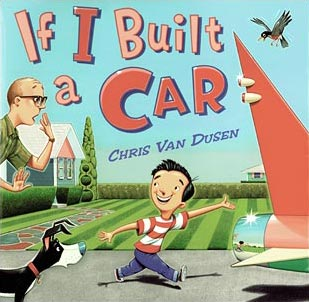 If I Built
a CAR
CHRIS VAN DUSEN